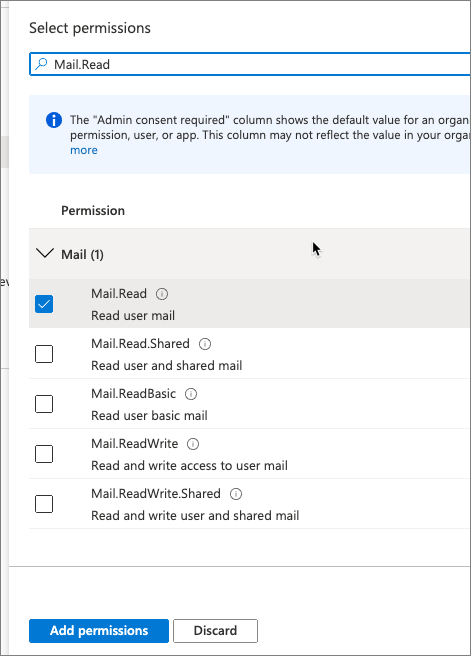 Select permissions
Mail.Read
The "Admin consent required" column shows the default value for an organ
permission, user, or app. This column may not reflect the value in your orga
more
Permission
Mail (1)
ev
Mail.Read
Read user mail
Mail.Read.Shared
Read user and shared mail
Mail.ReadBasic
Read user basic mail
Mail.ReadWrite
Read and write access to user mail
Mail.ReadWrite.Shared
Read and write user and shared mail
Add permissions
Discard